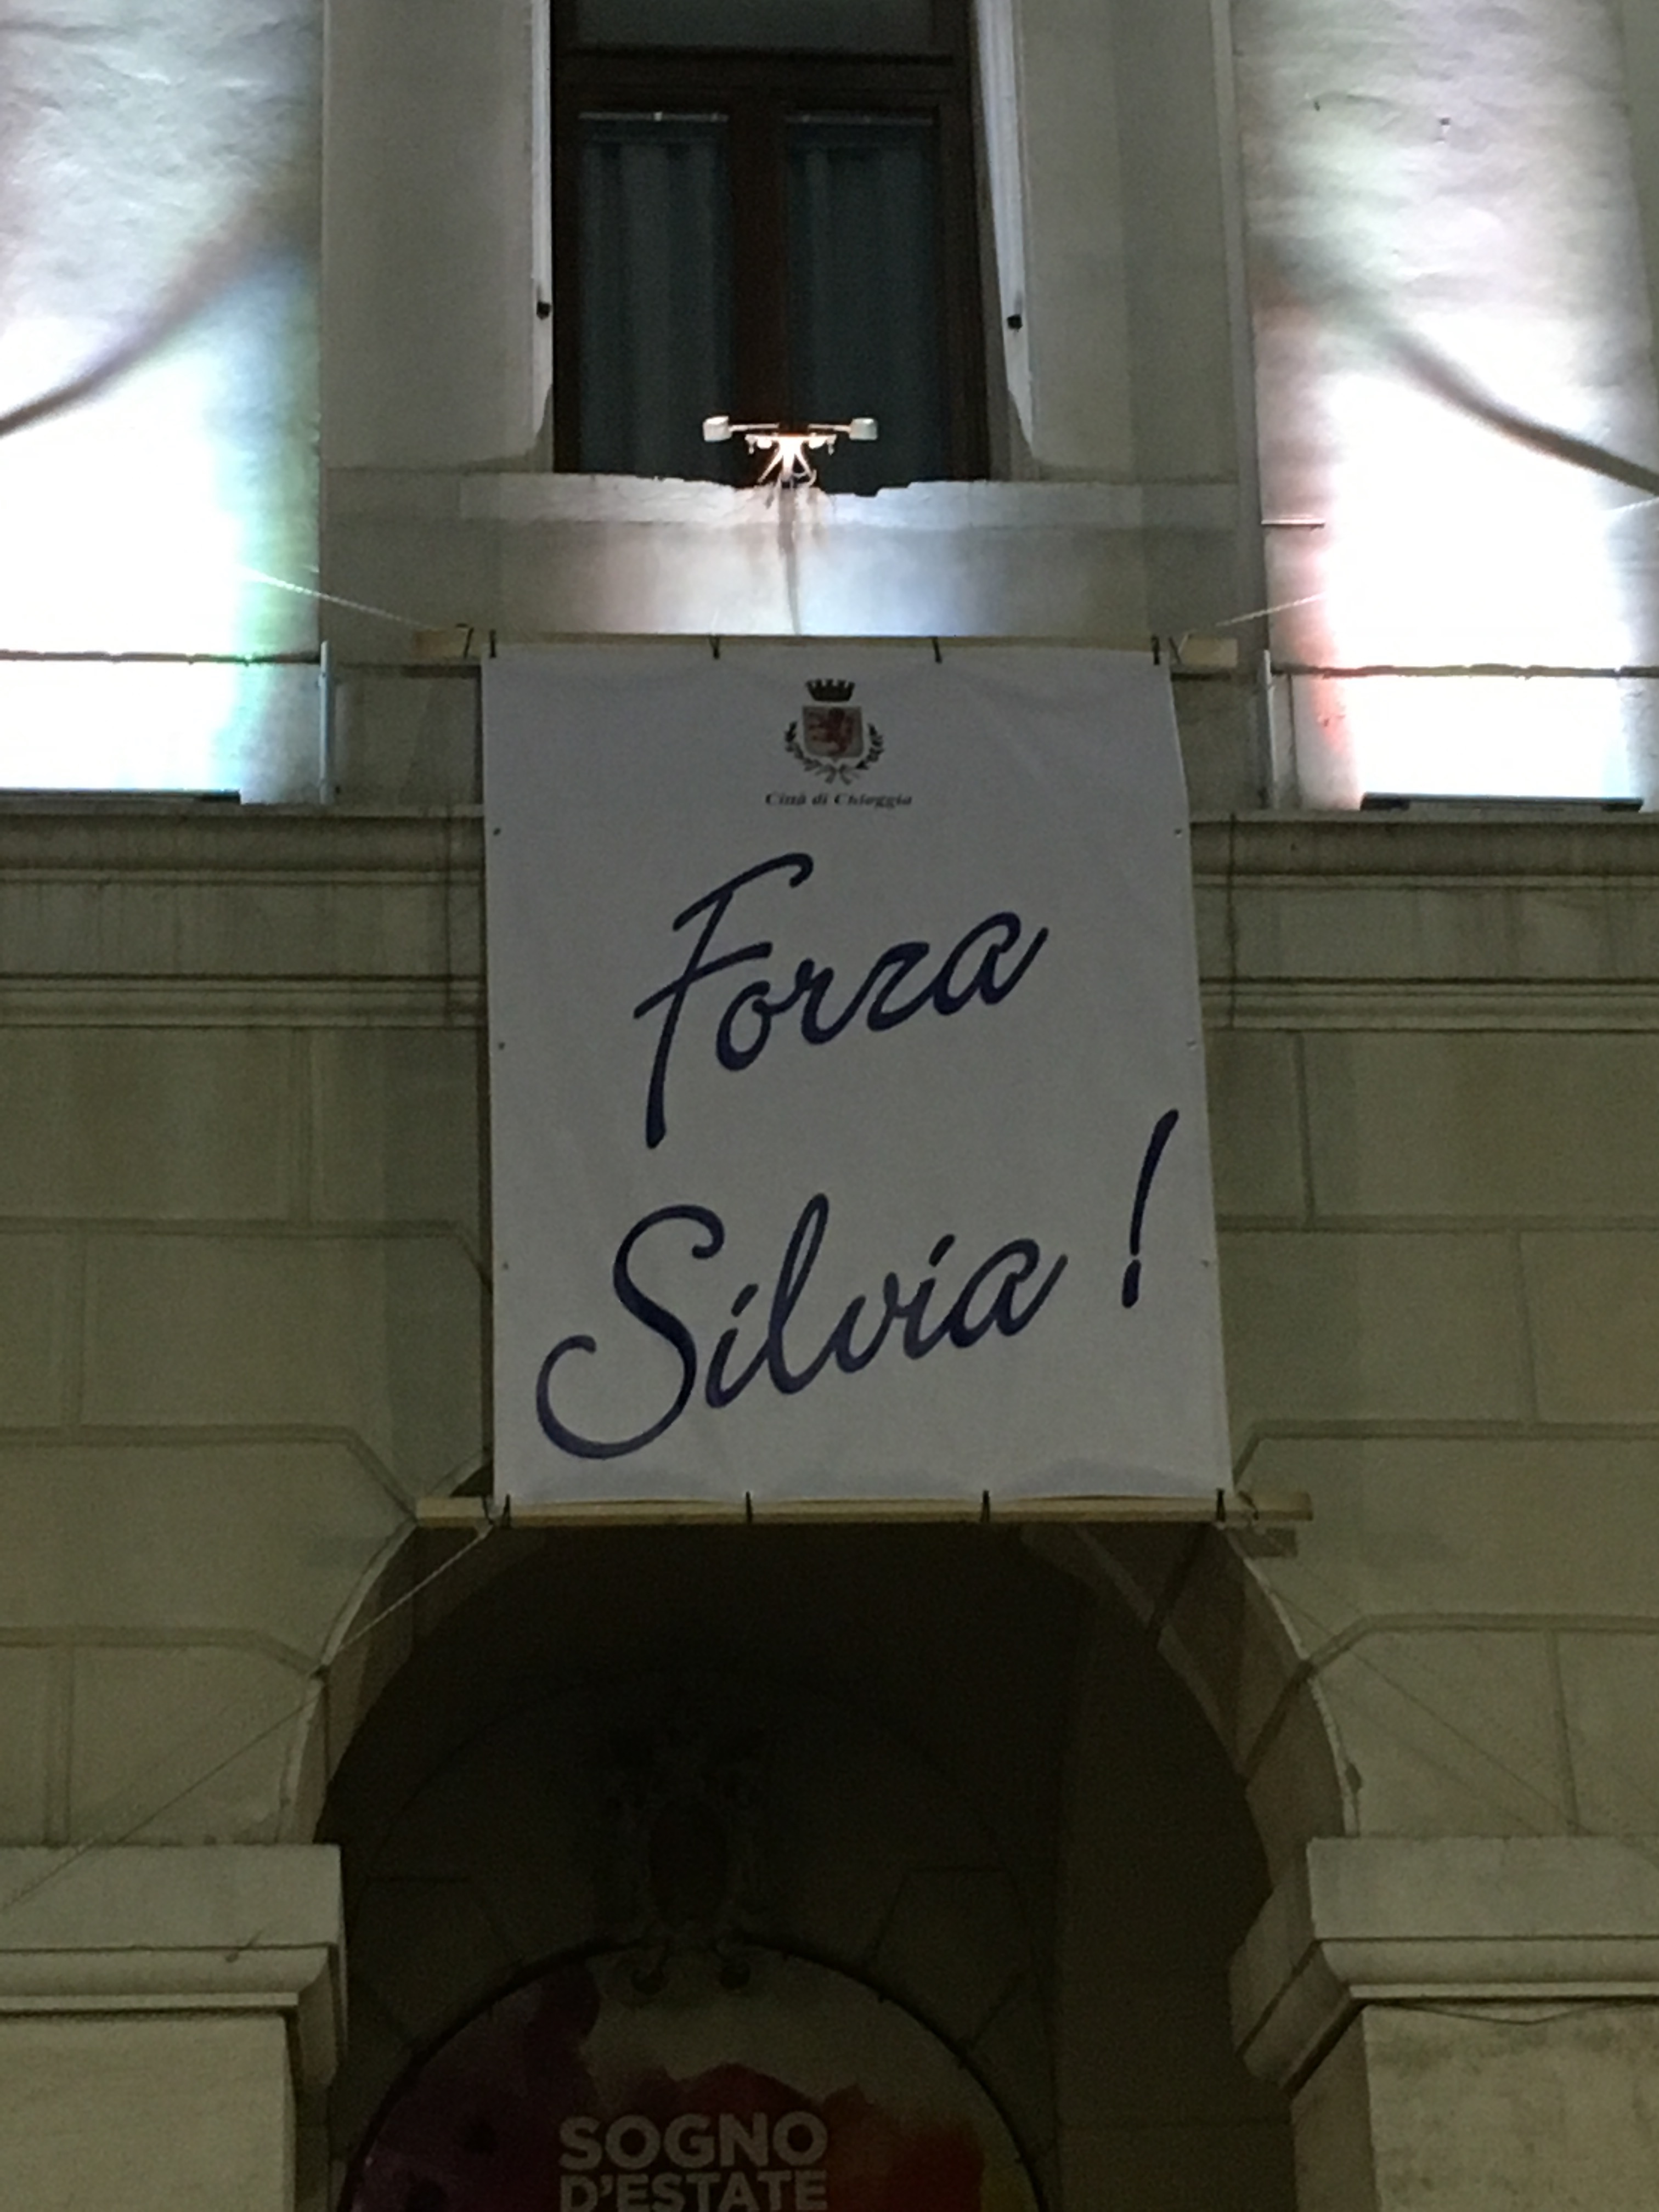 Città di Chioggia
Forza
Silvia !
SOGNO
D'ESTATE